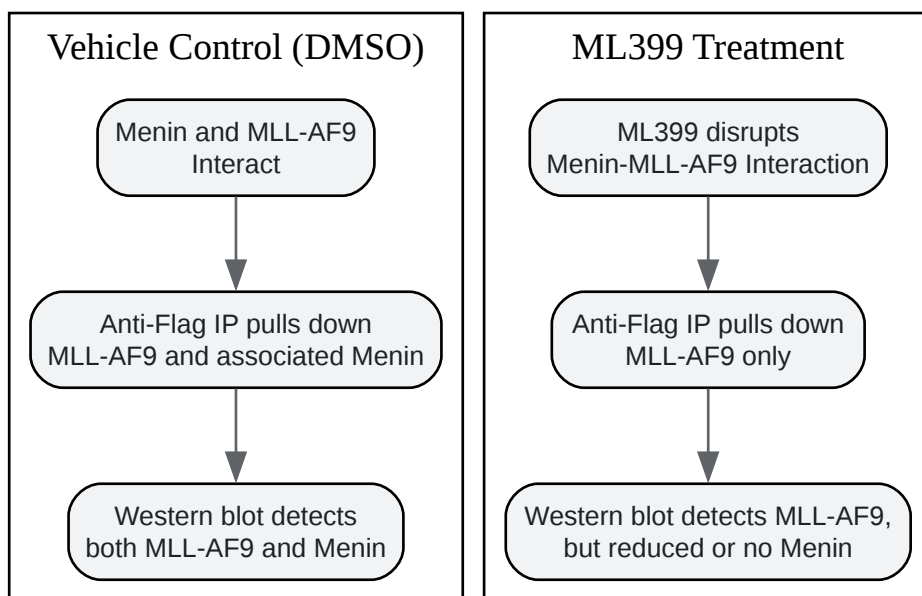 Vehicle Control (DMSO)
Menin and MLL-AF9
Interact
Anti-Flag IP pulls down
MLL-AF9 and associated Menin
Western blot detects
both MLL-AF9 and Menin
ML399 Treatment
ML399 disrupts
Menin-MLL-AF9 Interaction
Anti-Flag IP pulls down
MLL-AF9 only
Western blot detects MLL-AF9,
but reduced or no Menin